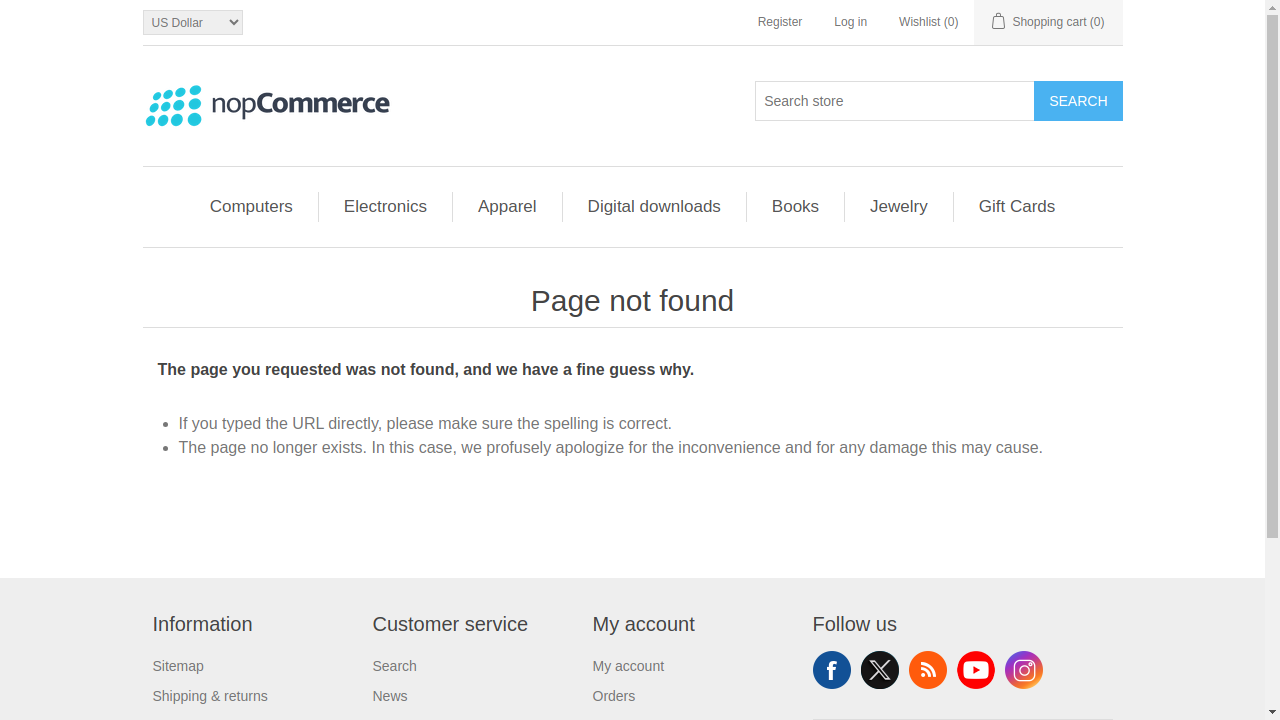 US Dollar
Register
Log in
Wishlist (0)
Shopping cart (0)
nopCommerce
Search store
SEARCH
Computers
Electronics
Apparel
Digital downloads
Books
Jewelry
Gift Cards
Page not found
The page you requested was not found, and we have a fine guess why.
If you typed the URL directly, please make sure the spelling is correct.
The page no longer exists. In this case, we profusely apologize for the inconvenience and for any damage this may cause.
Information
Sitemap
Shipping & returns
Customer service
Search
News
My account
My account
Orders
Follow us